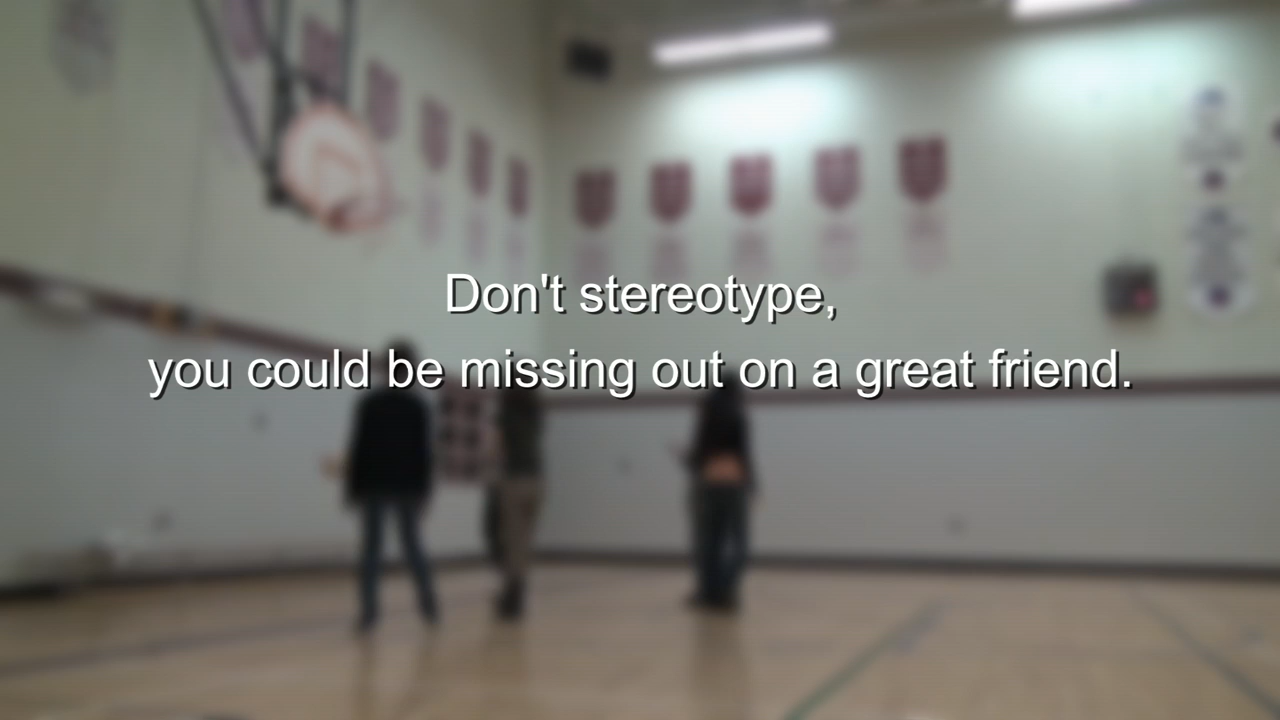 Don't stereotype,
you could be missing out on a great friend.